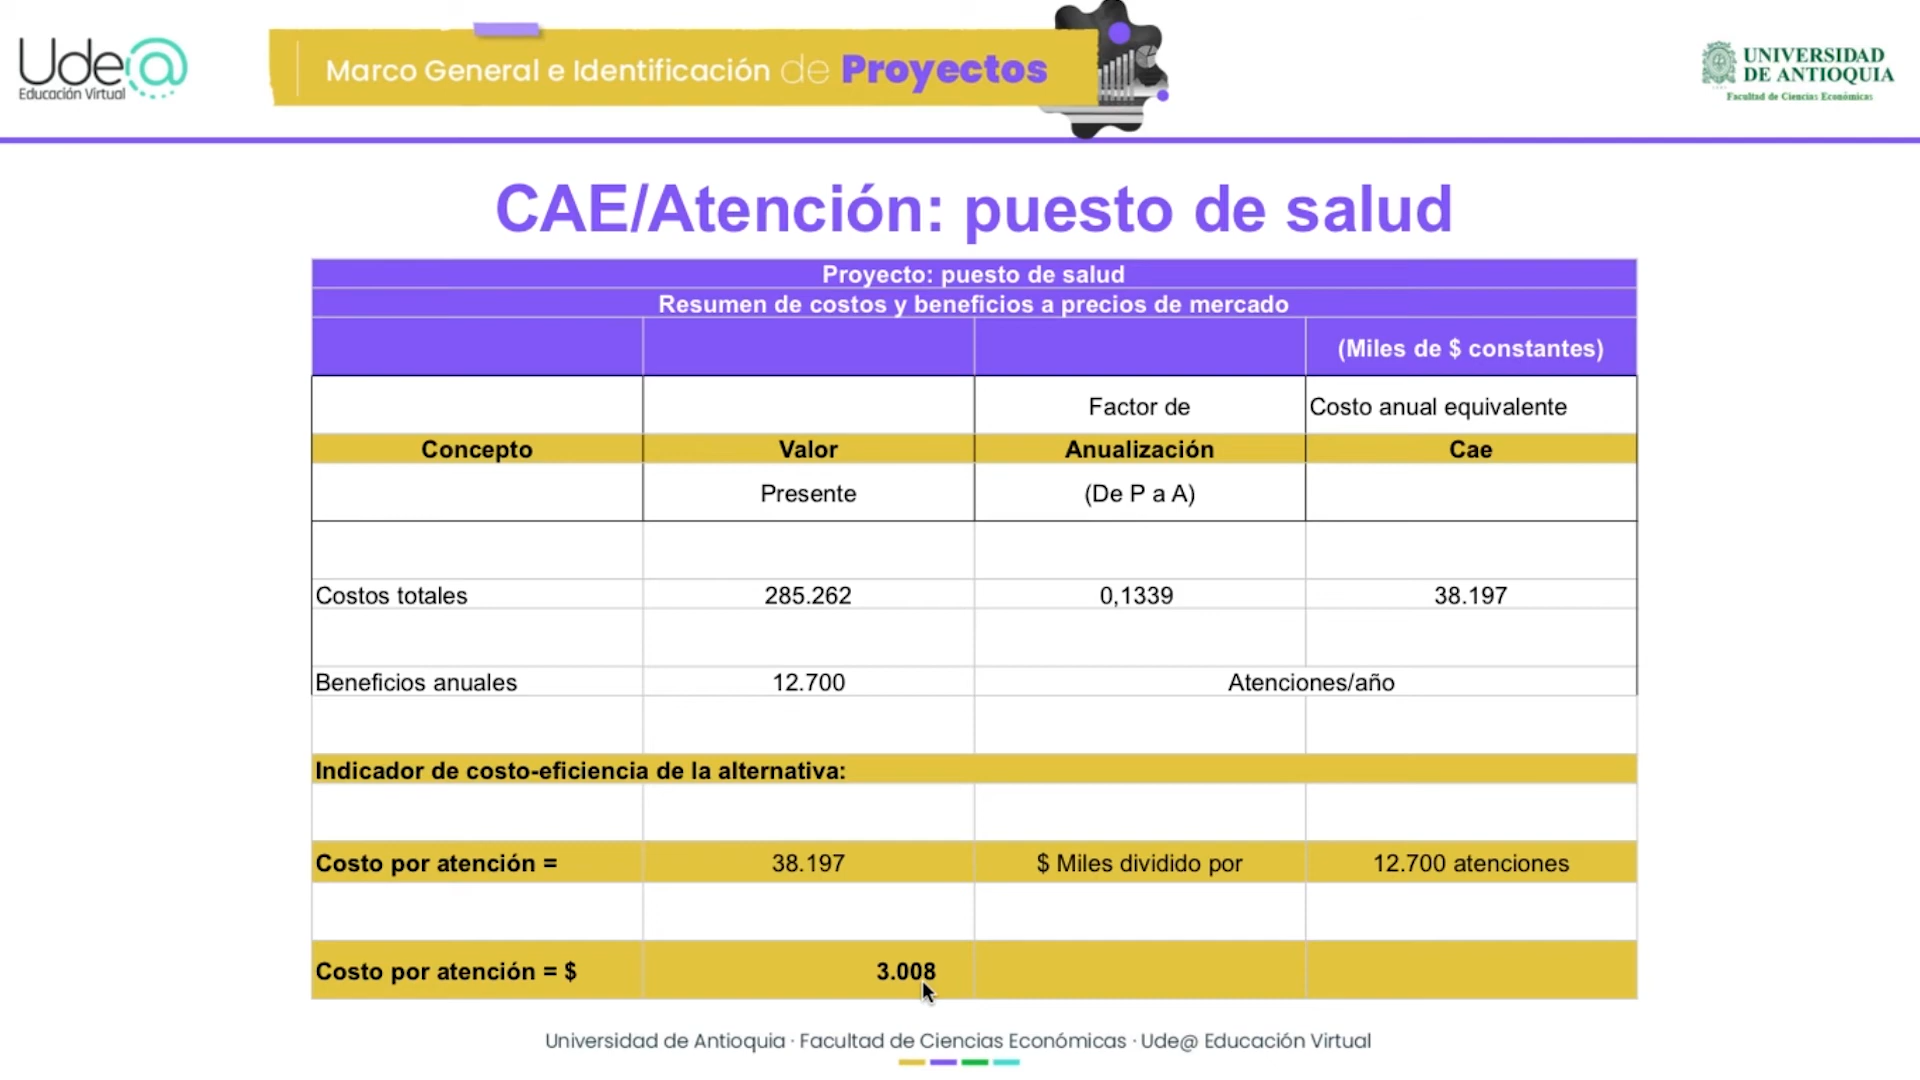 Ude@
Educación Virtual
Marco General e Identificación de Proyectos
UNIVERSIDAD
DE ANTIOQUIA
Facultad de Ciencias Económicas
CAE/Atención: puesto de salud
Proyecto: puesto de salud
Resumen de costos y beneficios a precios de mercado
(Miles de $ constantes)
Factor de Costo anual equivalente
Concepto Valor Anualización Cae
Presente (De P a A)
Costos totales 285.262 0,1339 38.197
Beneficios anuales 12.700 Atenciones/año
Indicador de costo-eficiencia de la alternativa:
Costo por atención = 38.197 $ Miles dividido por 12.700 atenciones
Costo por atención = $ 3.008
Universidad de Antioquia · Facultad de Ciencias Económicas · Ude@ Educación Virtual